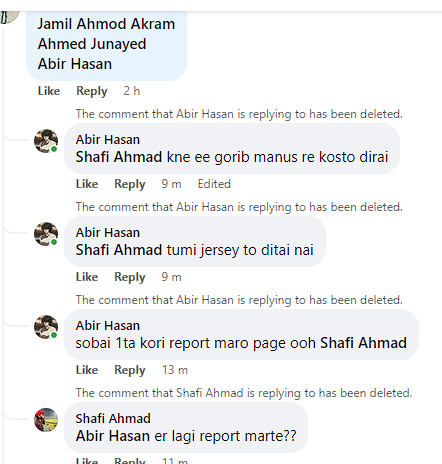 Jamil Ahmod Akram
Ahmed Junayed
Abir Hasan
Like Reply 2 h
The comment that Abir Hasan is replying to has been deleted.
Abir Hasan
Shafi Ahmad kne ee gorib manus re kosto dirai
Like Reply 9 m Edited
The comment that Abir Hasan is replying to has been deleted.
Abir Hasan
Shafi Ahmad tumi jersey to ditai nai
Like Reply 9 m
The comment that Abir Hasan is replying to has been deleted.
Abir Hasan
sobai 1ta kori report maro page ooh Shafi Ahmad
Like Reply 13 m
The comment that Shafi Ahmad is replying to has been deleted.
Shafi Ahmad
Abir Hasan er lagi report marte??
Like Reply 11 m